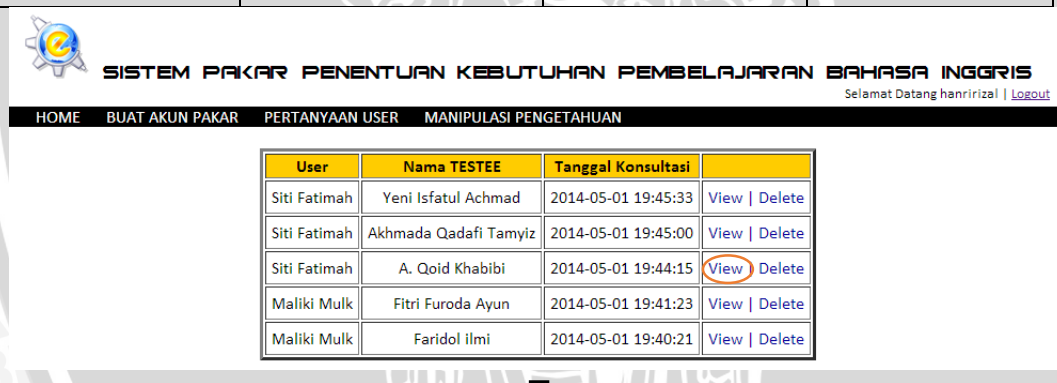 SISTEM PAKAR PENENTUAN KEBUTUHAN PEMBELAJARAN BAHASA INGGRIS
Selamat Datang hanririzal | Logout
HOME BUAT AKUN PAKAR PERTANYAAN USER MANIPULASI PENGETAHUAN
User Nama TESTEE Tanggal Konsultasi
Siti Fatimah Yeni Isfatul Achmad 2014-05-01 19:45:33 View | Delete
Siti Fatimah Akhmada Qadafi Tamyiz 2014-05-01 19:45:00 View | Delete
Siti Fatimah A. Qoid Khabibi 2014-05-01 19:44:15 View | Delete
Maliki Mulk Fitri Furoda Ayun 2014-05-01 19:41:23 View | Delete
Maliki Mulk Faridol ilmi 2014-05-01 19:40:21 View | Delete